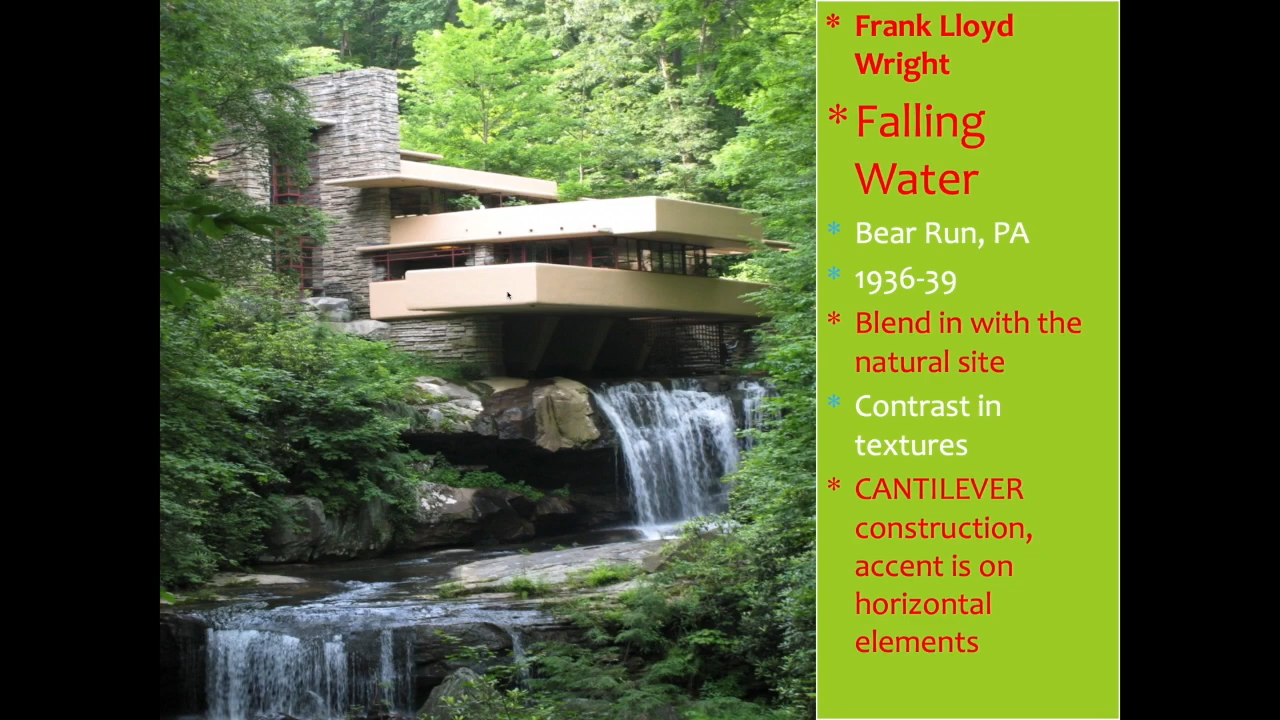 * Frank Lloyd
Wright
* Falling
Water
* Bear Run, PA
* 1936-39
* Blend in with the
natural site
* Contrast in
textures
* CANTILEVER
construction,
accent is on
horizontal
elements